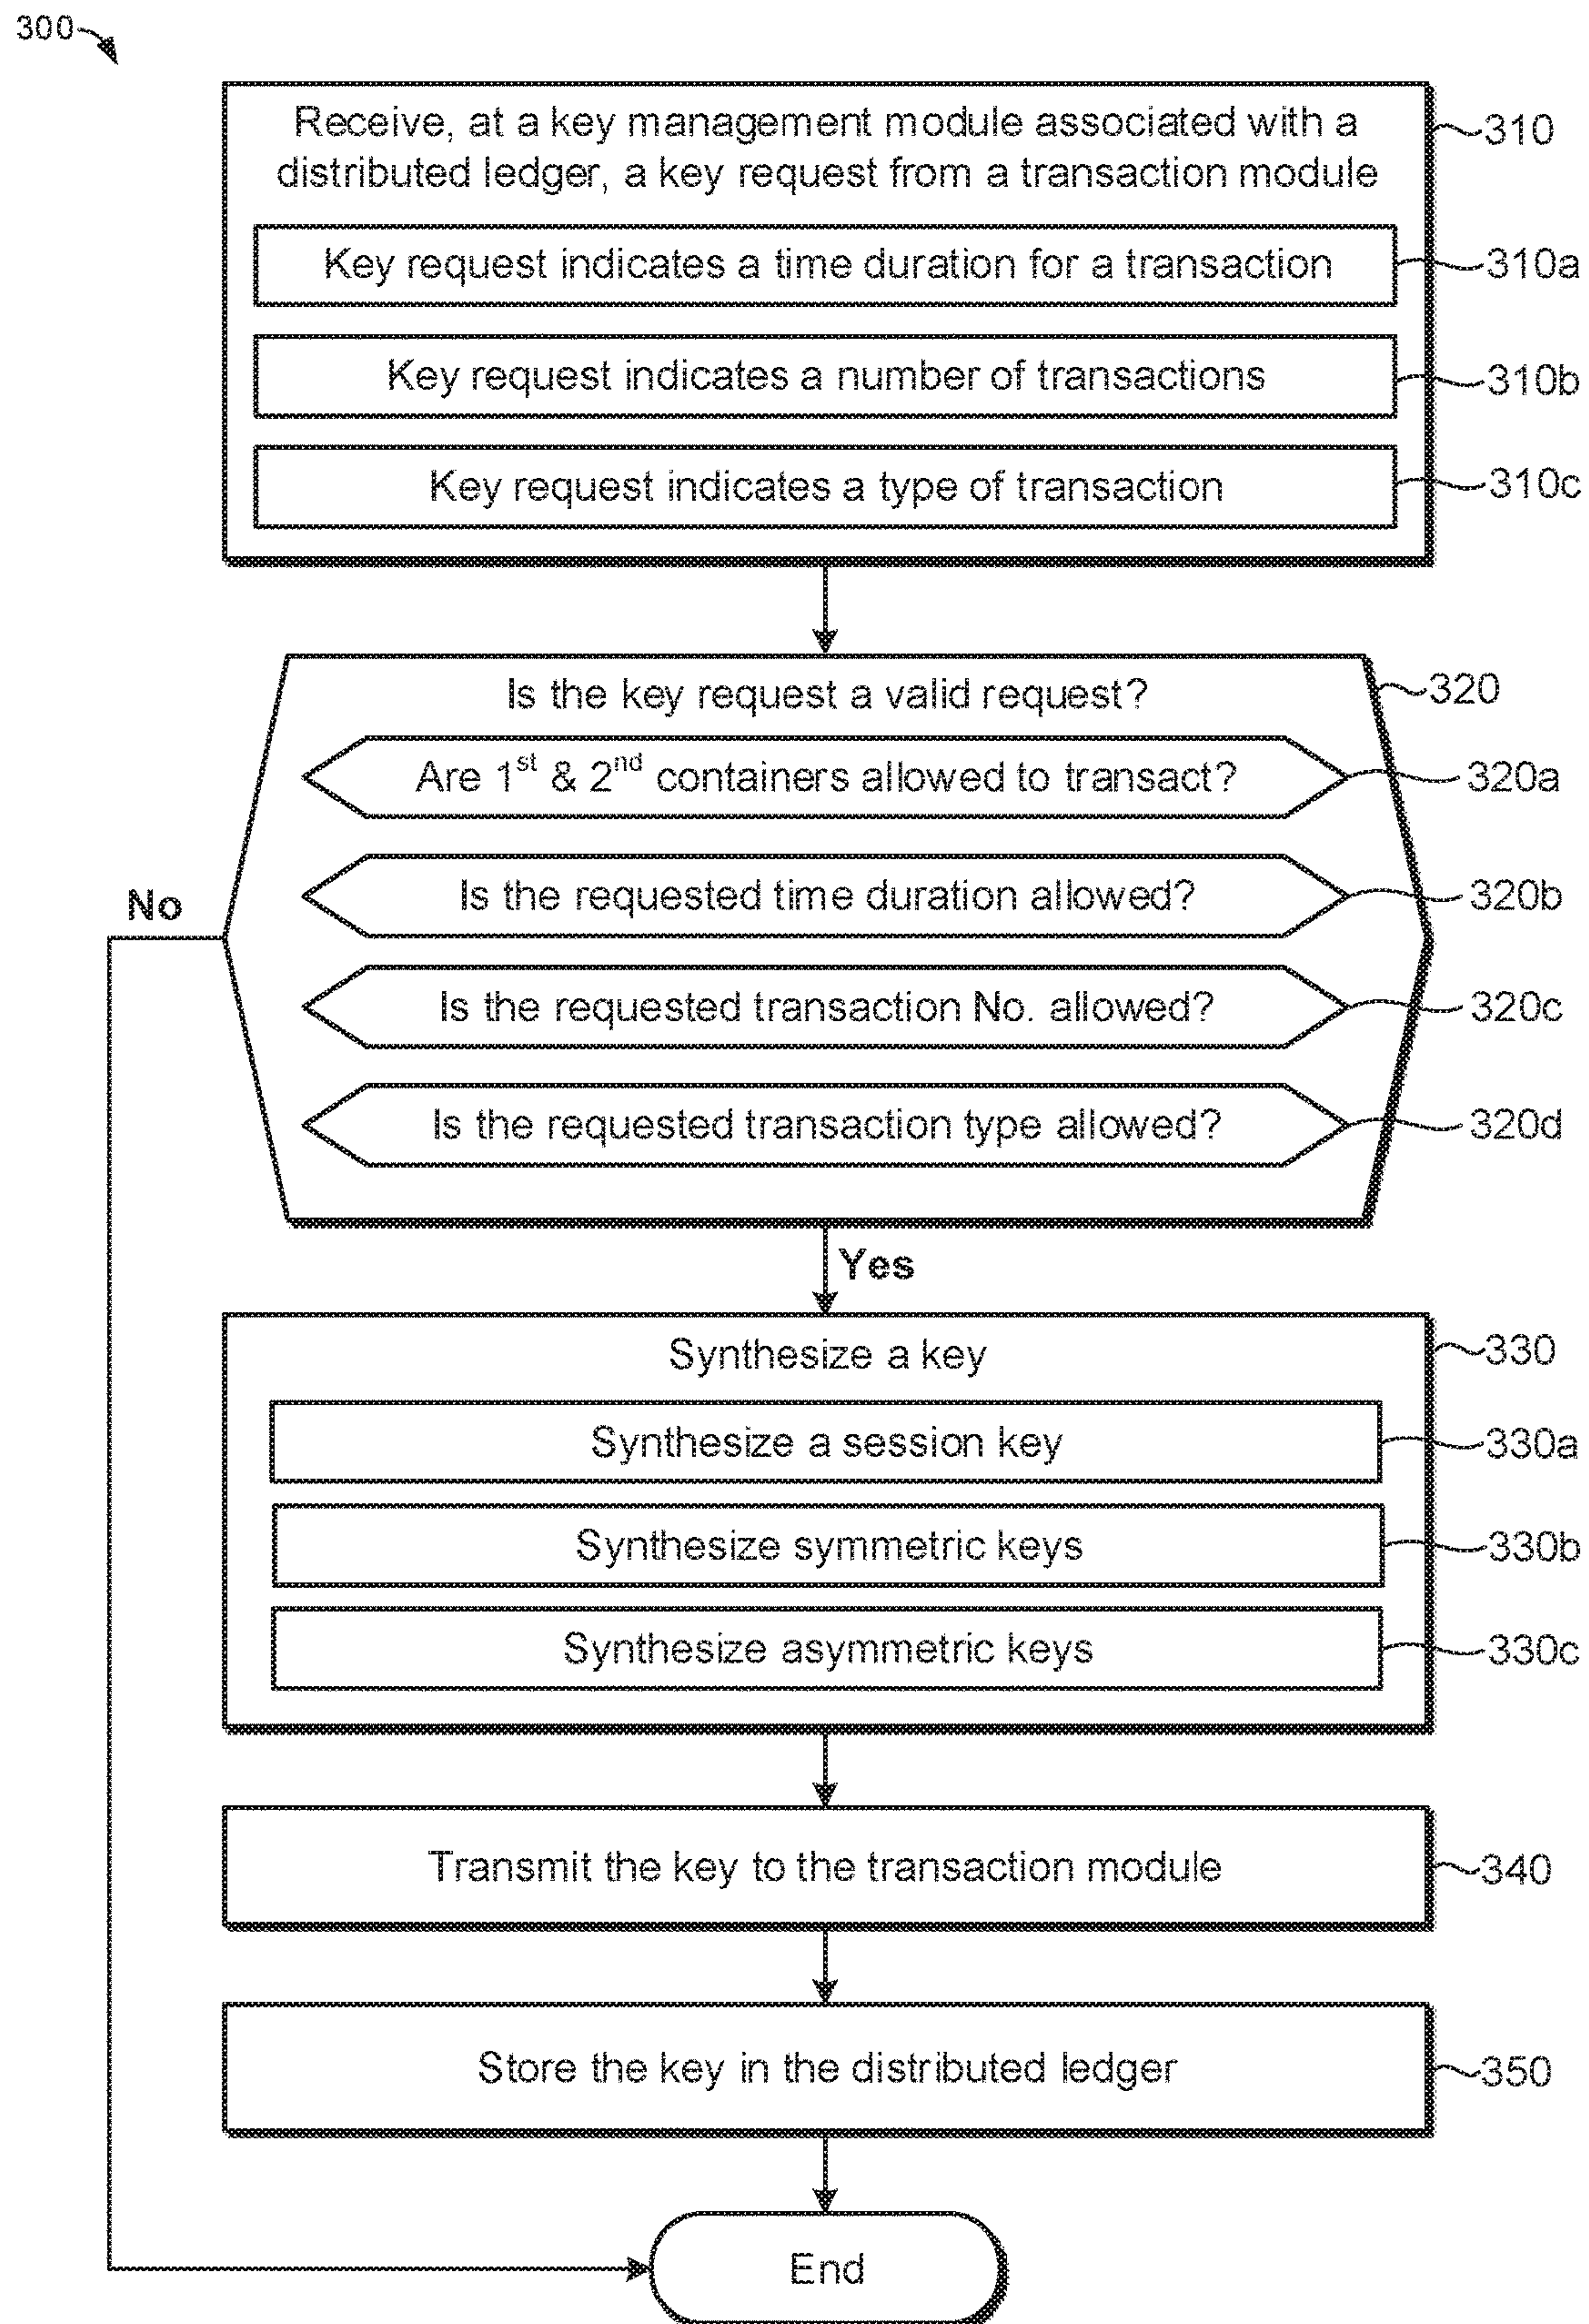 300
Receive, at a key management module associated with a
distributed ledger, a key request from a transaction module
310
Key request indicates a time duration for a transaction
310a
Key request indicates a number of transactions
310b
Key request indicates a type of transaction
310c
Is the key request a valid request?
320
Are 1st & 2nd containers allowed to transact?
320a
Is the requested time duration allowed?
320b
No
Is the requested transaction No. allowed?
320c
Is the requested transaction type allowed?
320d
Yes
Synthesize a key
330
Synthesize a session key
330a
Synthesize symmetric keys
330b
Synthesize asymmetric keys
330c
Transmit the key to the transaction module
340
Store the key in the distributed ledger
350
End